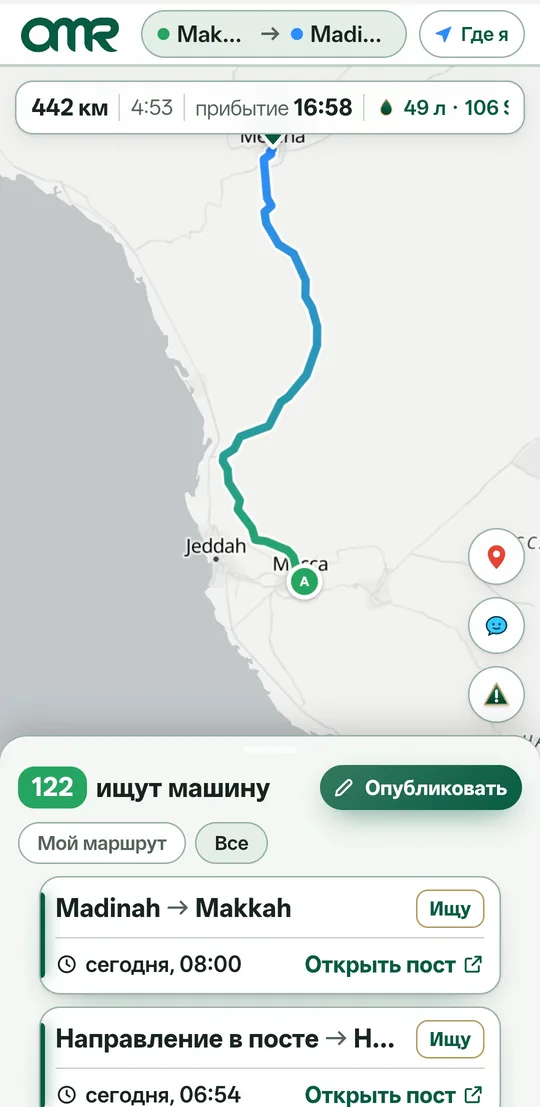 OMR
Mak... → Madi...
Где я
442 км
4:53
прибытие 16:58
49 л · 106
Jeddah
A
122 ищут машину
Опубликовать
Мой маршрут
Все
Madinah → Makkah
Ищу
сегодня, 08:00
Открыть пост
Направление в посте → Н...
Ищу
сегодня, 06:54
Открыть пост